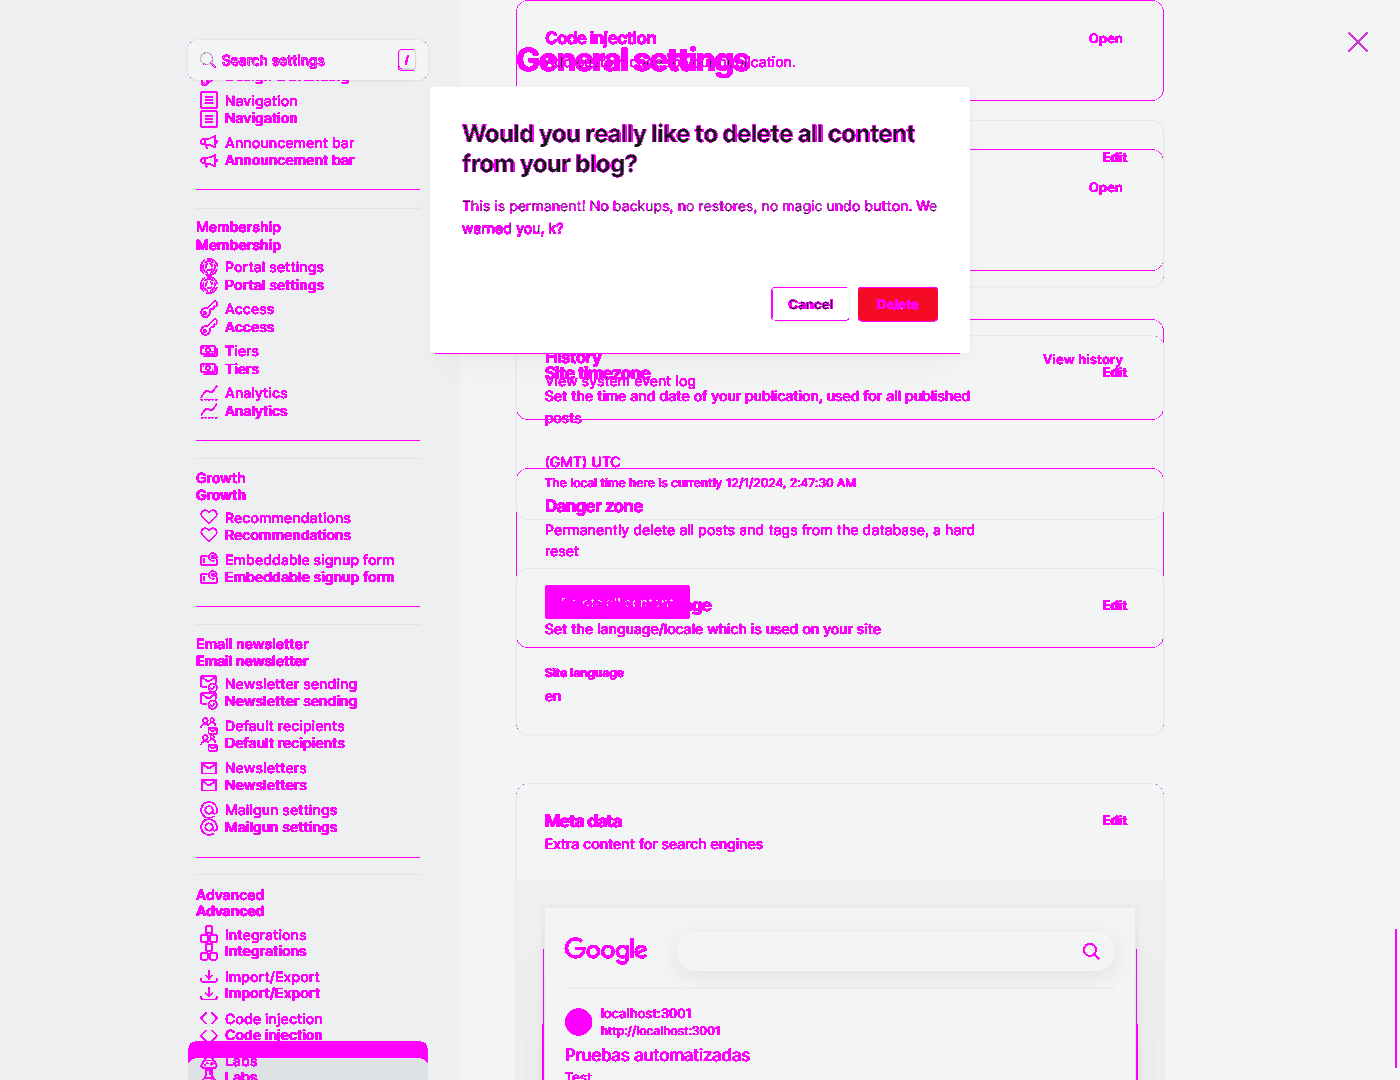 Search settings
/
Navigation
Navigation
Announcement bar
Announcement bar
Membership
Membership
Portal settings
Portal settings
Access
Access
Tiers
Tiers
Analytics
Analytics
Growth
Growth
Recommendations
Recommendations
Embeddable signup form
Embeddable signup form
Email newsletter
Email newsletter
Newsletter sending
Newsletter sending
Default recipients
Default recipients
Newsletters
Newsletters
Mailgun settings
Mailgun settings
Advanced
Advanced
Integrations
Integrations
Import/Export
Import/Export
Code injection
Code injection
Labs
Labs
Code injection
Open
General settings
Would you really like to delete all content
from your blog?
This is permanent! No backups, no restores, no magic undo button. We
warned you, k?
Cancel
Delete
Edit
Open
History
View history
Site timezone
Edit
View system event log
Set the time and date of your publication, used for all published
posts
(GMT) UTC
The local time here is currently 12/1/2024, 2:47:30 AM
Danger zone
Permanently delete all posts and tags from the database, a hard
reset
Edit
Set the language/locale which is used on your site
Site language
en
Meta data
Edit
Extra content for search engines
Google
localhost:3001
http://localhost:3001
Pruebas automatizadas
Test